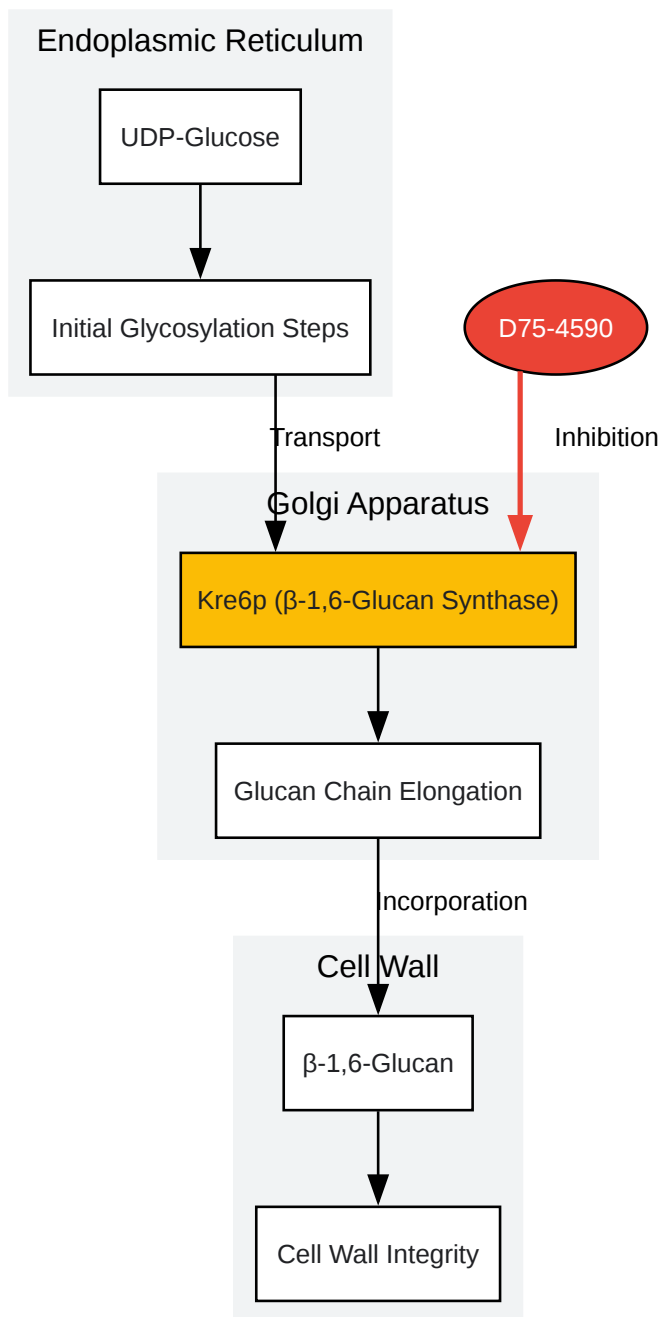 Endoplasmic Reticulum
UDP-Glucose
Initial Glycosylation Steps
D75-4590
Transport
Inhibition
Golgi Apparatus
Kre6p (β-1,6-Glucan Synthase)
Glucan Chain Elongation
Incorporation
Cell Wall
β-1,6-Glucan
Cell Wall Integrity